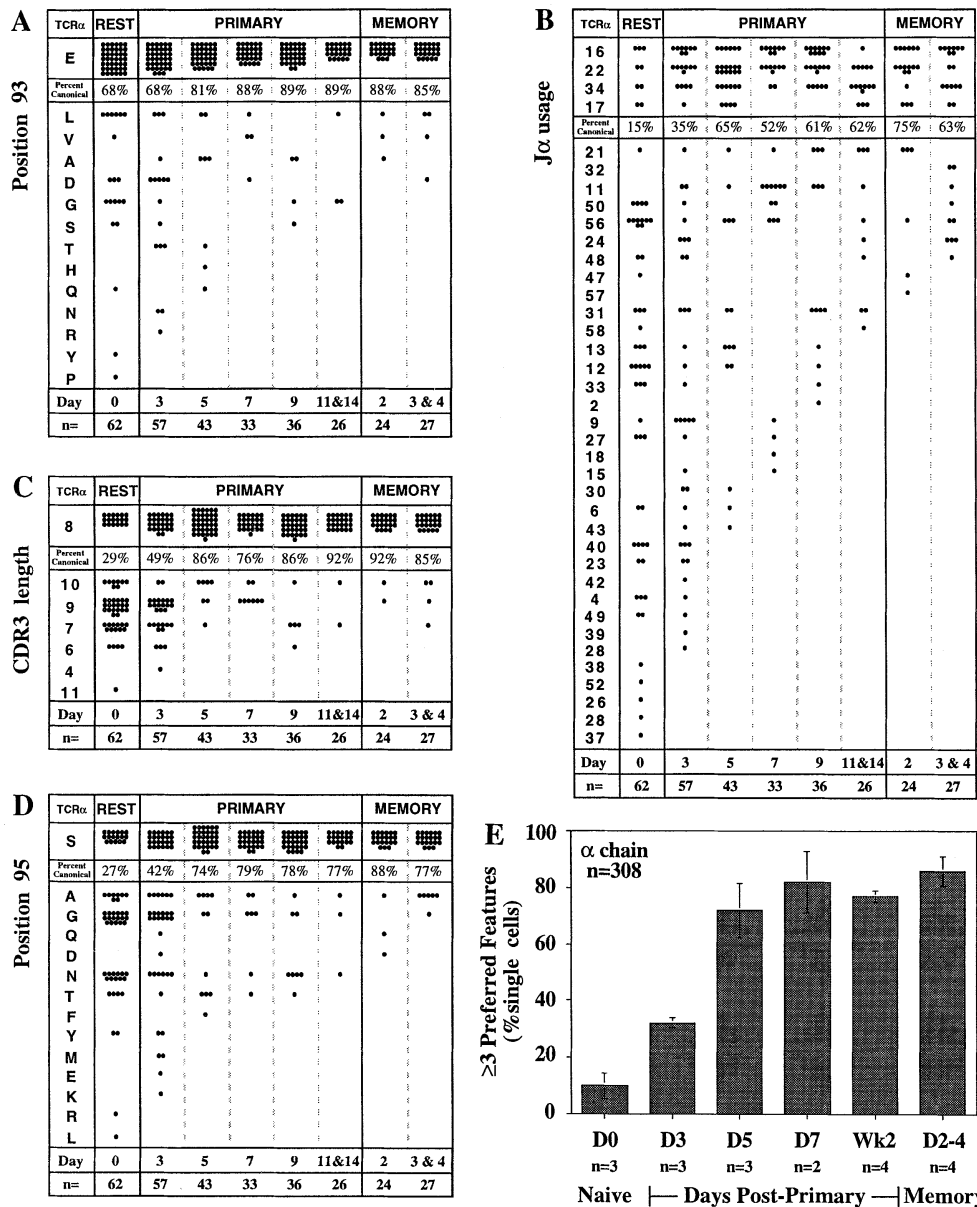 A
Position 93
TCRα REST PRIMARY MEMORY
E
Percent Canonical 68% 68% 81% 88% 89% 89% 88% 85%
L
V
A
D
G
S
T
H
Q
N
R
Y
P
Day 0 3 5 7 9 11&14 2 3 & 4
n= 62 57 43 33 36 26 24 27
C
CDR3 length
TCRα REST PRIMARY MEMORY
8
Percent Canonical 29% 49% 86% 76% 86% 92% 92% 85%
10
9
7
6
4
11
Day 0 3 5 7 9 11&14 2 3 & 4
n= 62 57 43 33 36 26 24 27
D
Position 95
TCRα REST PRIMARY MEMORY
S
Percent Canonical 27% 42% 74% 79% 78% 77% 88% 77%
A
G
Q
D
N
T
F
Y
M
E
K
R
L
Day 0 3 5 7 9 11&14 2 3 & 4
n= 62 57 43 33 36 26 24 27
B
Jα usage
TCRα REST PRIMARY MEMORY
16
22
34
17
Percent Canonical 15% 35% 65% 52% 61% 62% 75% 63%
21
32
11
50
56
24
48
47
57
31
58
13
12
33
2
9
27
18
15
30
6
43
40
23
42
4
49
39
28
38
52
26
28
37
Day 0 3 5 7 9 11&14 2 3 & 4
n= 62 57 43 33 36 26 24 27
E
≥3 Preferred Features
(%single cells)
100
80
60
40
20
0
α chain
n=308
D0 D3 D5 D7 Wk2 D2-4
n=3 n=3 n=3 n=2 n=4 n=4
Naive Days Post-Primary Memory